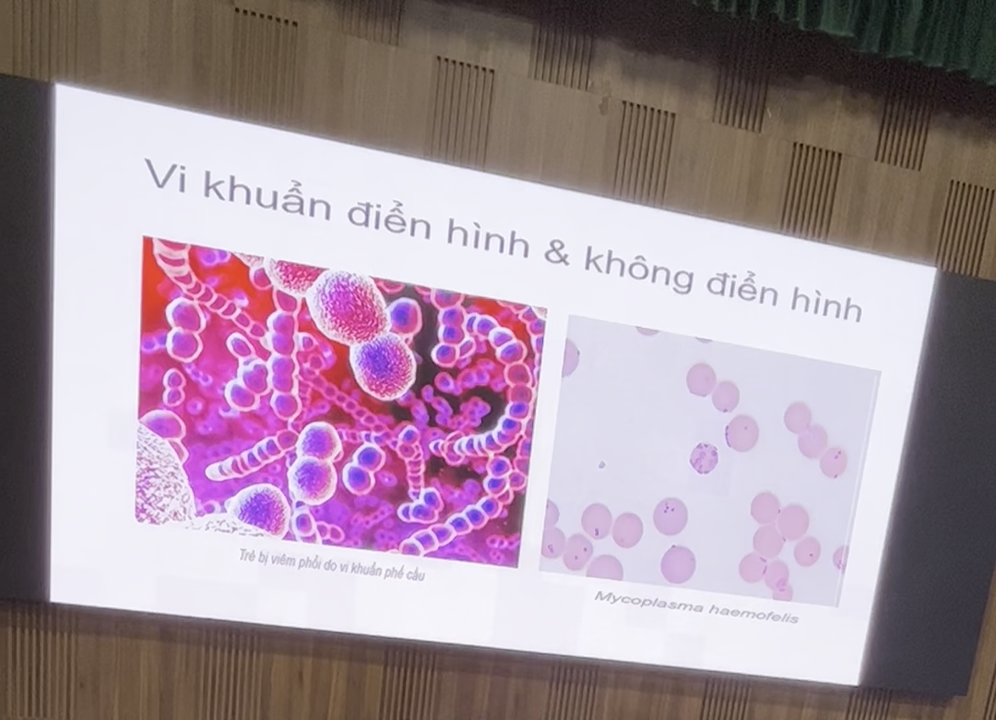 Vi khuẩn điển hình & không điển hình
Trẻ bị viêm phổi do vi khuẩn phế cầu
Mycoplasma haemofelis